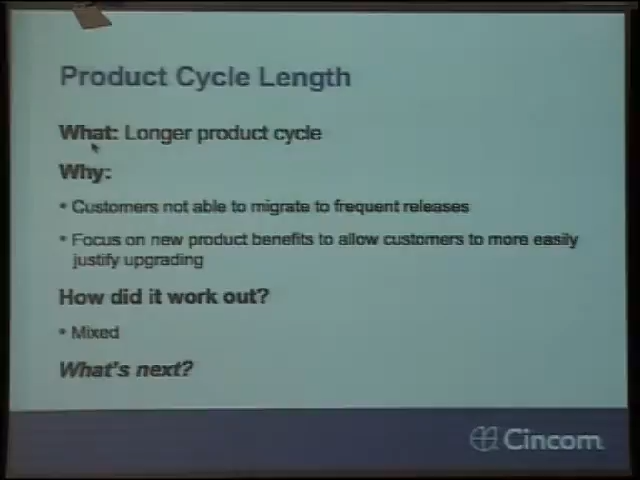 Product Cycle Length
What: Longer product cycle
Why:
• Customers not able to migrate to frequent releases
• Focus on new product benefits to allow customers to more easily
justify upgrading
How did it work out?
• Mixed
What's next?
Cincom